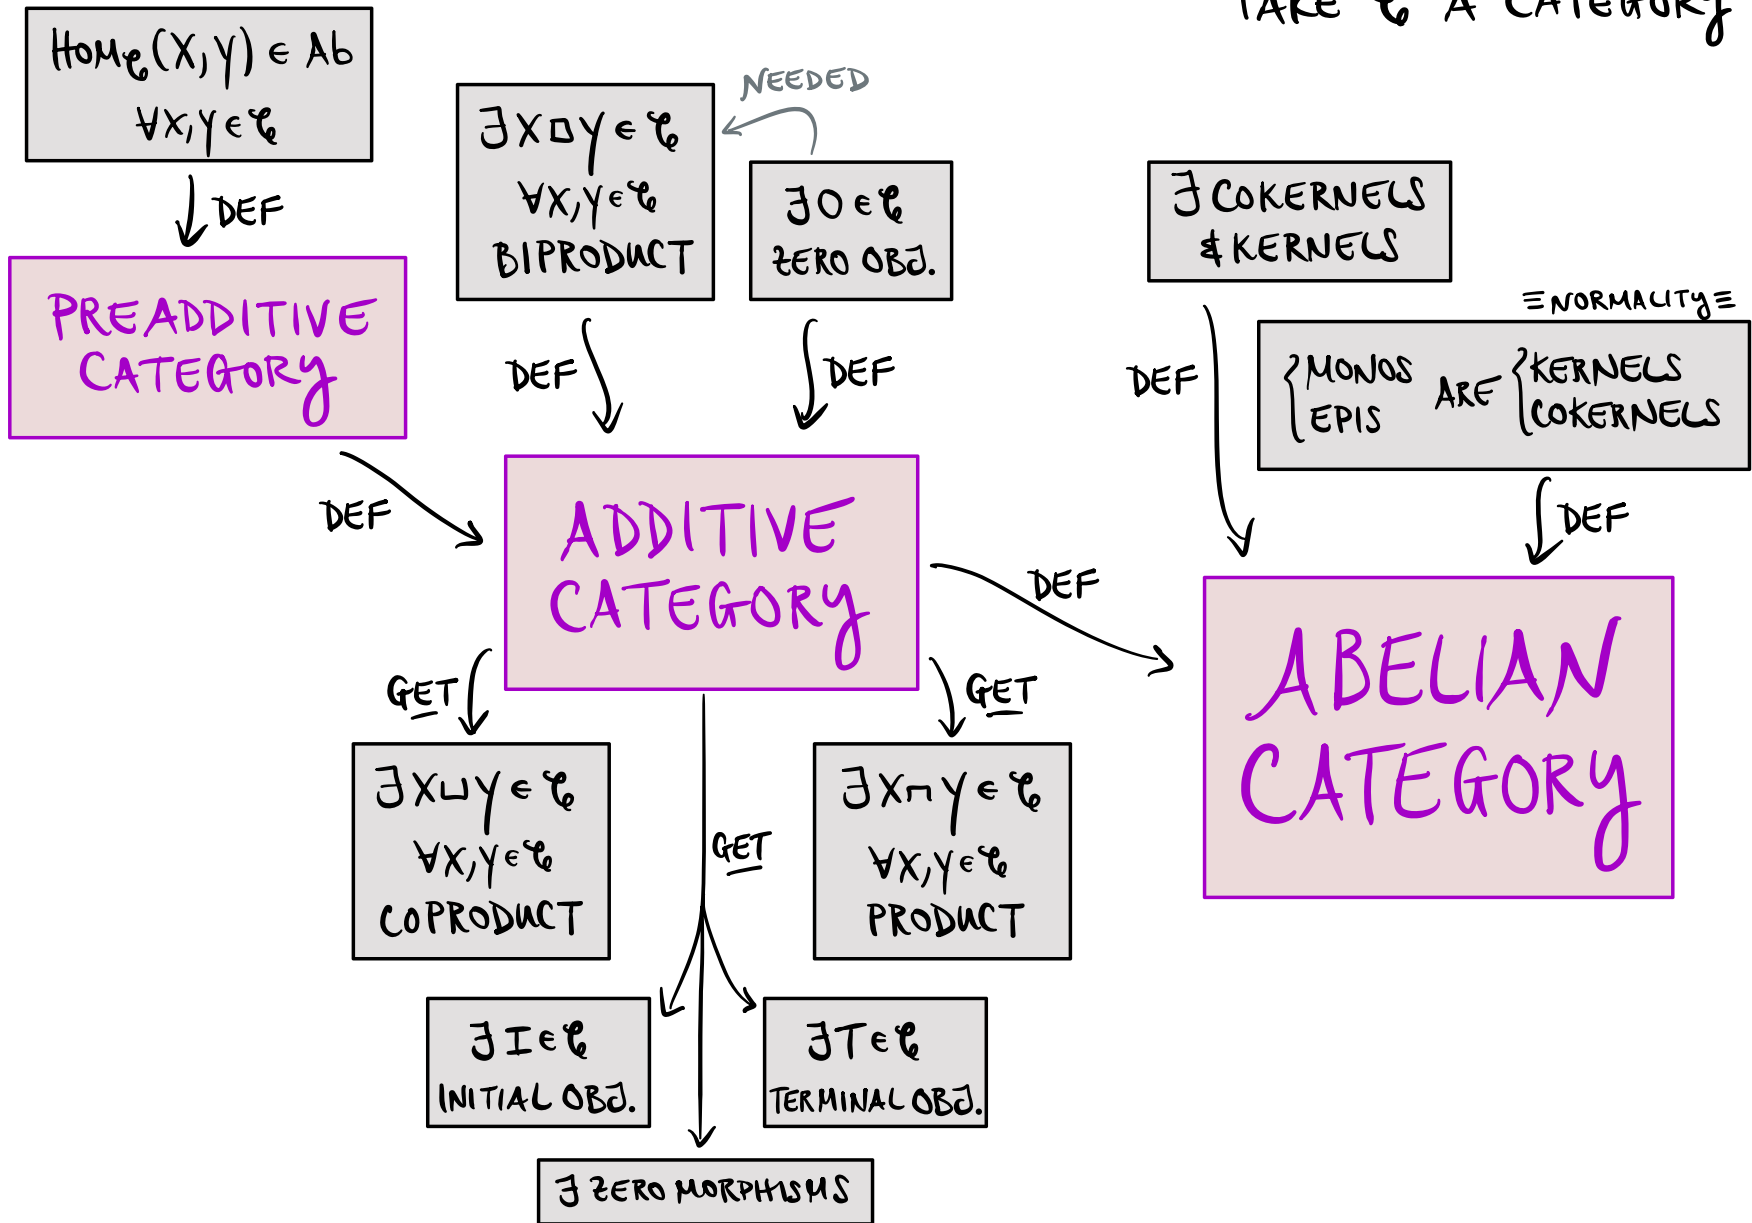 TAKE 𝒞 A CATEGORY
Hom𝒞(X,Y) ∈ Ab
∀X,Y ∈ 𝒞
DEF
PREADDITIVE
CATEGORY
DEF
NEEDED
∃ X□Y ∈ 𝒞
∀X,Y ∈ 𝒞
BIPRODUCT
DEF
∃ 0 ∈ 𝒞
ZERO OBJ.
DEF
ADDITIVE
CATEGORY
DEF
∃ COKERNELS
& KERNELS
DEF
≡NORMALITY≡
{MONOS ARE {KERNELS
EPIS COKERNELS
DEF
ABELIAN
CATEGORY
GET
∃ X⊔Y ∈ 𝒞
∀X,Y ∈ 𝒞
COPRODUCT
GET
∃ X⊓Y ∈ 𝒞
∀X,Y ∈ 𝒞
PRODUCT
GET
∃ I ∈ 𝒞
INITIAL OBJ.
∃ T ∈ 𝒞
TERMINAL OBJ.
∃ ZERO MORPHISMS